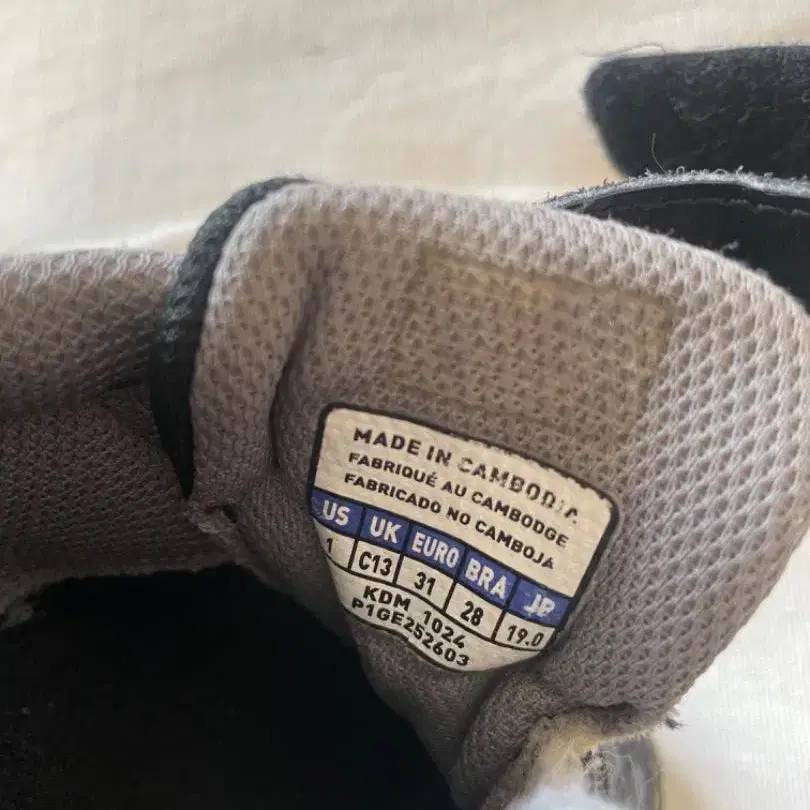 MADE IN CAMBODIA
FABRIQUÉ AU CAMBODGE
FABRICADO NO CAMBOJA
US UK EURO BRA JP
1 C13 31 28 19.0
KDM 1024
P1GE252603